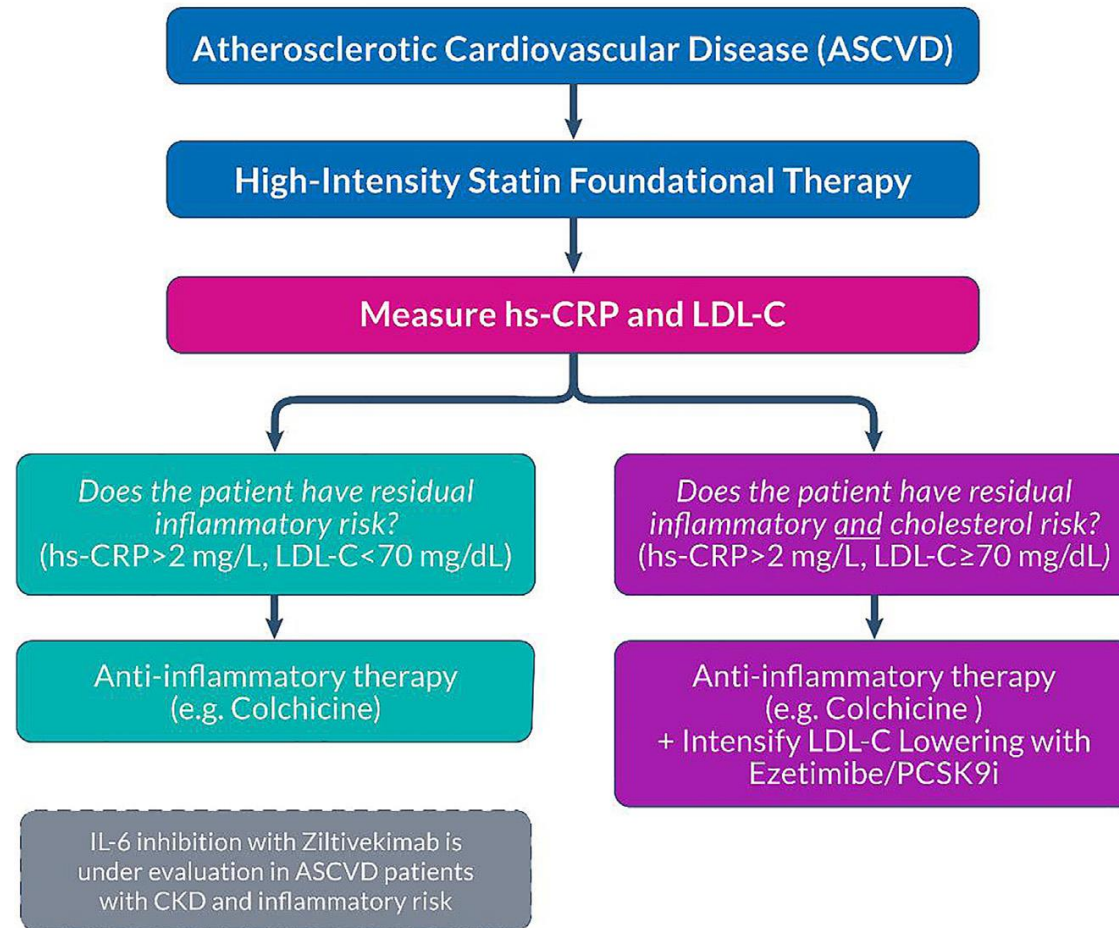 Atherosclerotic Cardiovascular Disease (ASCVD)
High-Intensity Statin Foundational Therapy
Measure hs-CRP and LDL-C
Does the patient have residual
inflammatory risk?
(hs-CRP>2 mg/L, LDL-C<70 mg/dL)
Does the patient have residual
inflammatory and cholesterol risk?
(hs-CRP>2 mg/L, LDL-C≥70 mg/dL)
Anti-inflammatory therapy
(e.g. Colchicine)
Anti-inflammatory therapy
(e.g. Colchicine )
+ Intensify LDL-C Lowering with
Ezetimibe/PCSK9i
IL-6 inhibition with Ziltivekimab is
under evaluation in ASCVD patients
with CKD and inflammatory risk